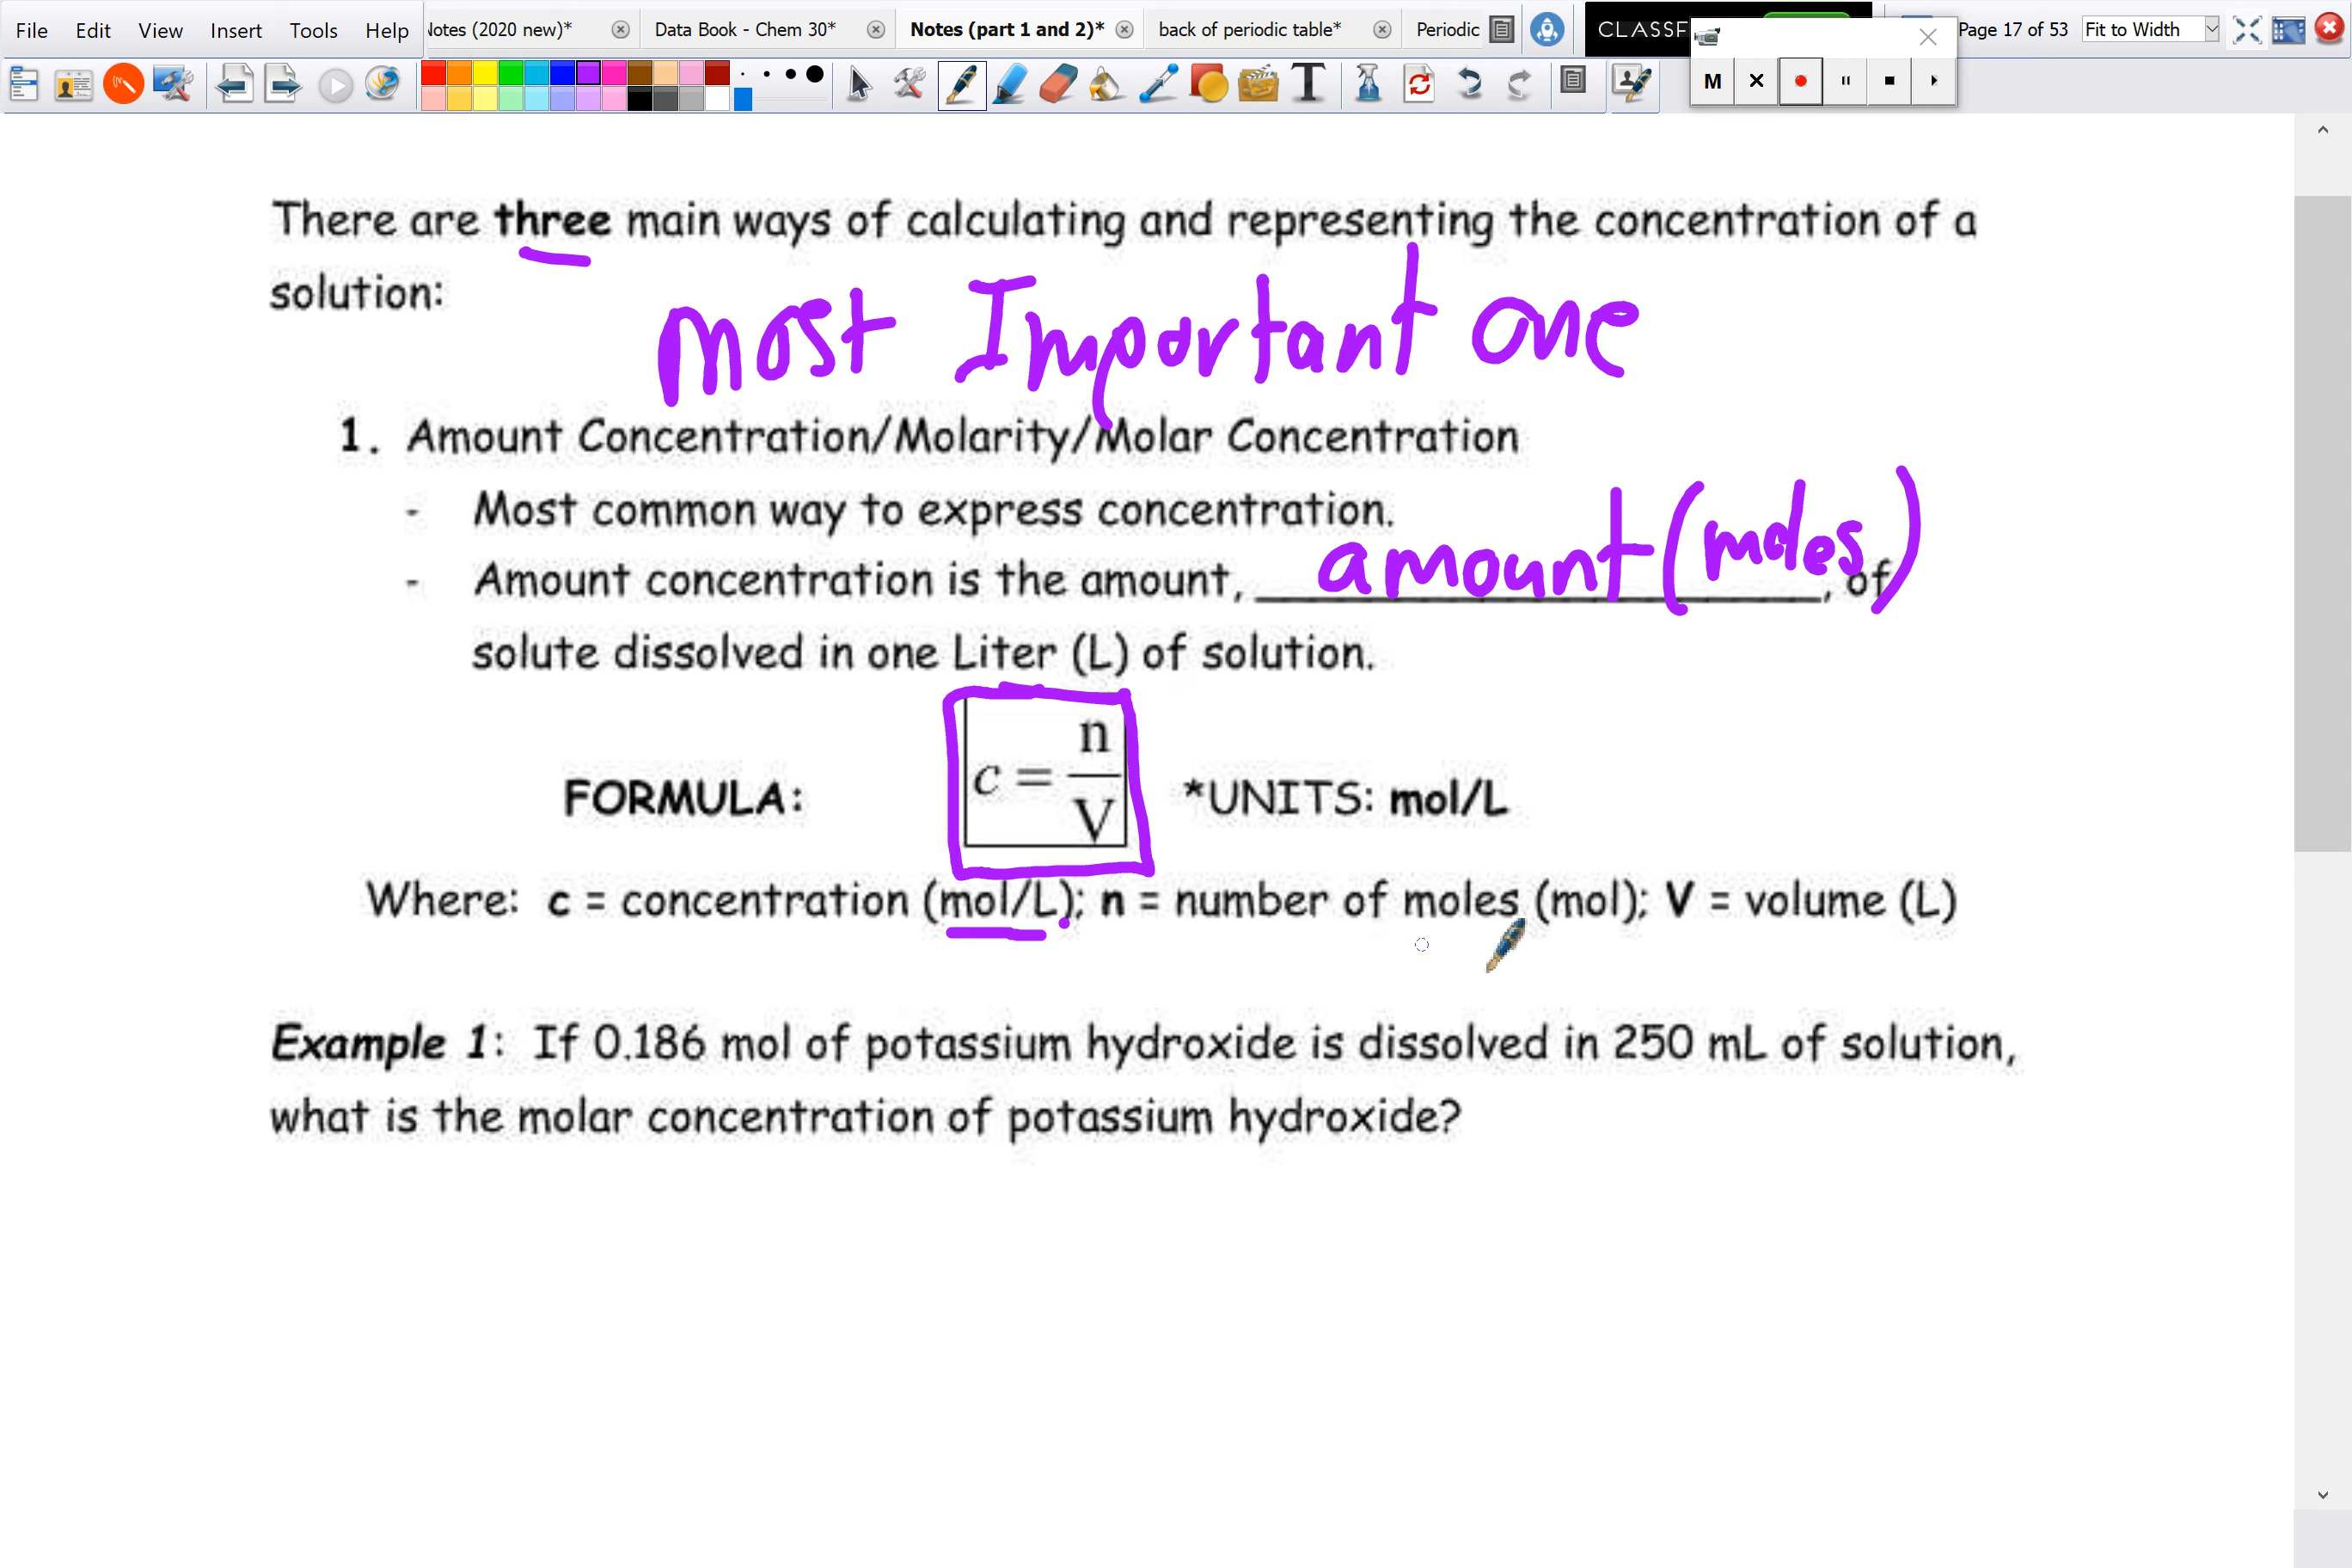 File Edit View Insert Tools Help Notes (2020 new)* Data Book - Chem 30* Notes (part 1 and 2)* back of periodic table* Periodic CLASSF Page 17 of 53 Fit to Width
T M
There are three main ways of calculating and representing the concentration of a
solution:
Most Important one
1. Amount Concentration/Molarity/Molar Concentration
- Most common way to express concentration.
amount (moles)
- Amount concentration is the amount, ____________________, of
solute dissolved in one Liter (L) of solution.
FORMULA: c = n/V *UNITS: mol/L
Where: c = concentration (mol/L); n = number of moles (mol); V = volume (L)
Example 1: If 0.186 mol of potassium hydroxide is dissolved in 250 mL of solution,
what is the molar concentration of potassium hydroxide?